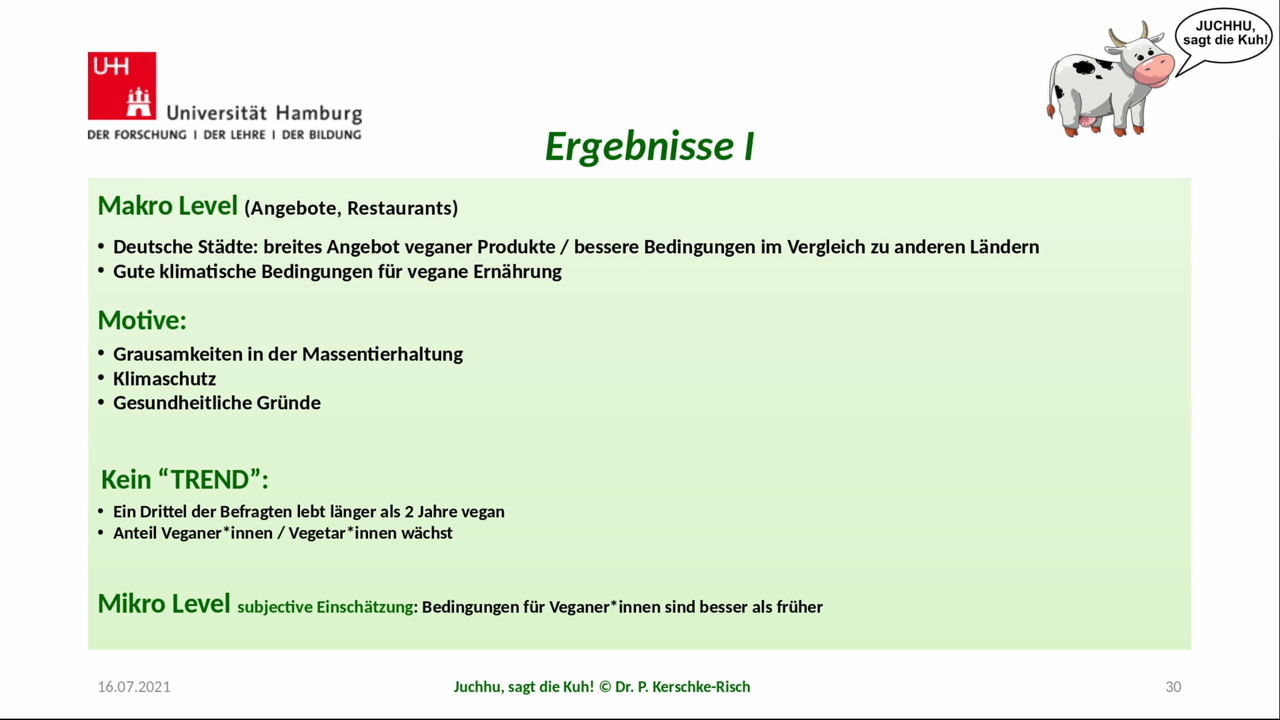 JUCHHU,
sagt die Kuh!
UHH
Universität Hamburg
DER FORSCHUNG I DER LEHRE I DER BILDUNG
Ergebnisse I
Makro Level (Angebote, Restaurants)
• Deutsche Städte: breites Angebot veganer Produkte / bessere Bedingungen im Vergleich zu anderen Ländern
• Gute klimatische Bedingungen für vegane Ernährung
Motive:
• Grausamkeiten in der Massentierhaltung
• Klimaschutz
• Gesundheitliche Gründe
Kein “TREND”:
• Ein Drittel der Befragten lebt länger als 2 Jahre vegan
• Anteil Veganer*innen / Vegetar*innen wächst
Mikro Level subjective Einschätzung: Bedingungen für Veganer*innen sind besser als früher
16.07.2021
Juchhu, sagt die Kuh! © Dr. P. Kerschke-Risch
30